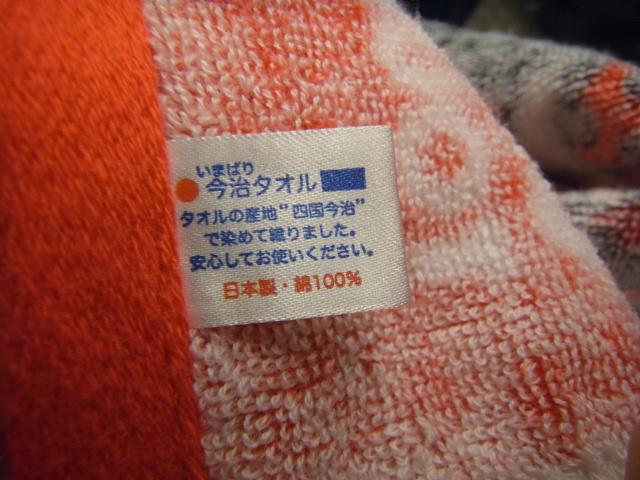 いまばり
今治タオル
タオルの産地"四国今治"
で染めて織りました。
安心してお使いください。
日本製・綿100%